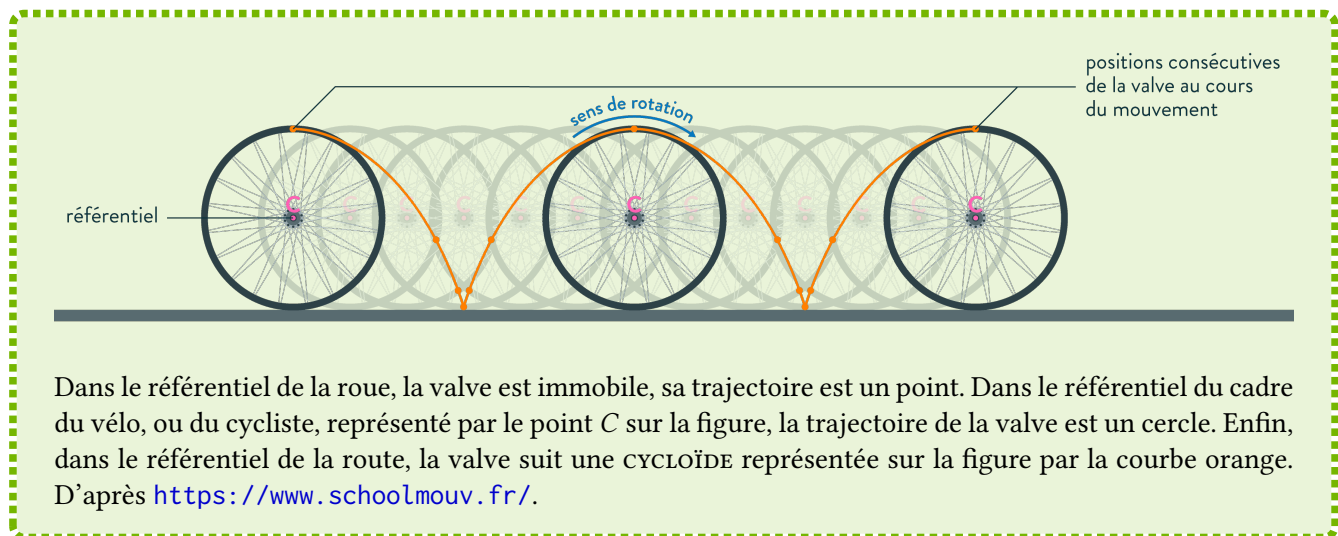 positions consécutives
de la valve au cours
du mouvement
sens de rotation
C
C
C
référentiel
Dans le référentiel de la roue, la valve est immobile, sa trajectoire est un point. Dans le référentiel du cadre
du vélo, ou du cycliste, représenté par le point C sur la figure, la trajectoire de la valve est un cercle. Enfin,
dans le référentiel de la route, la valve suit une CYCLOÏDE représentée sur la figure par la courbe orange.
D'après https://www.schoolmouv.fr/.